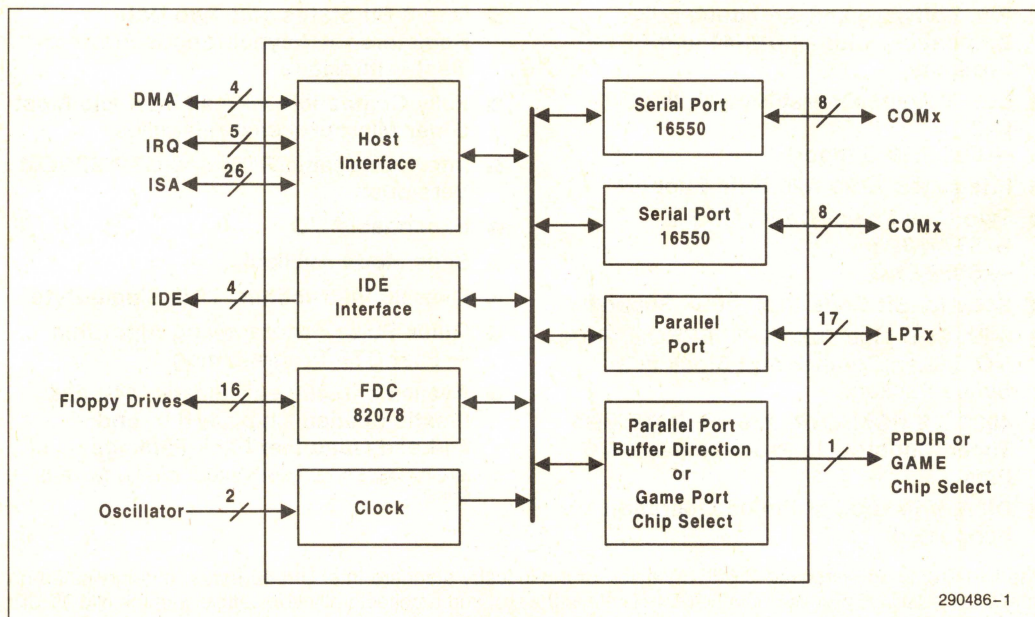 DMA
4
IRQ
5
ISA
26
Host
Interface
IDE
4
IDE
Interface
Floppy Drives
16
FDC
82078
Oscillator
2
Clock
Serial Port
16550
8
COMx
Serial Port
16550
8
COMx
Parallel
Port
17
LPTx
Parallel Port
Buffer Direction
or
Game Port
Chip Select
1
PPDIR or
GAME
Chip Select
290486–1